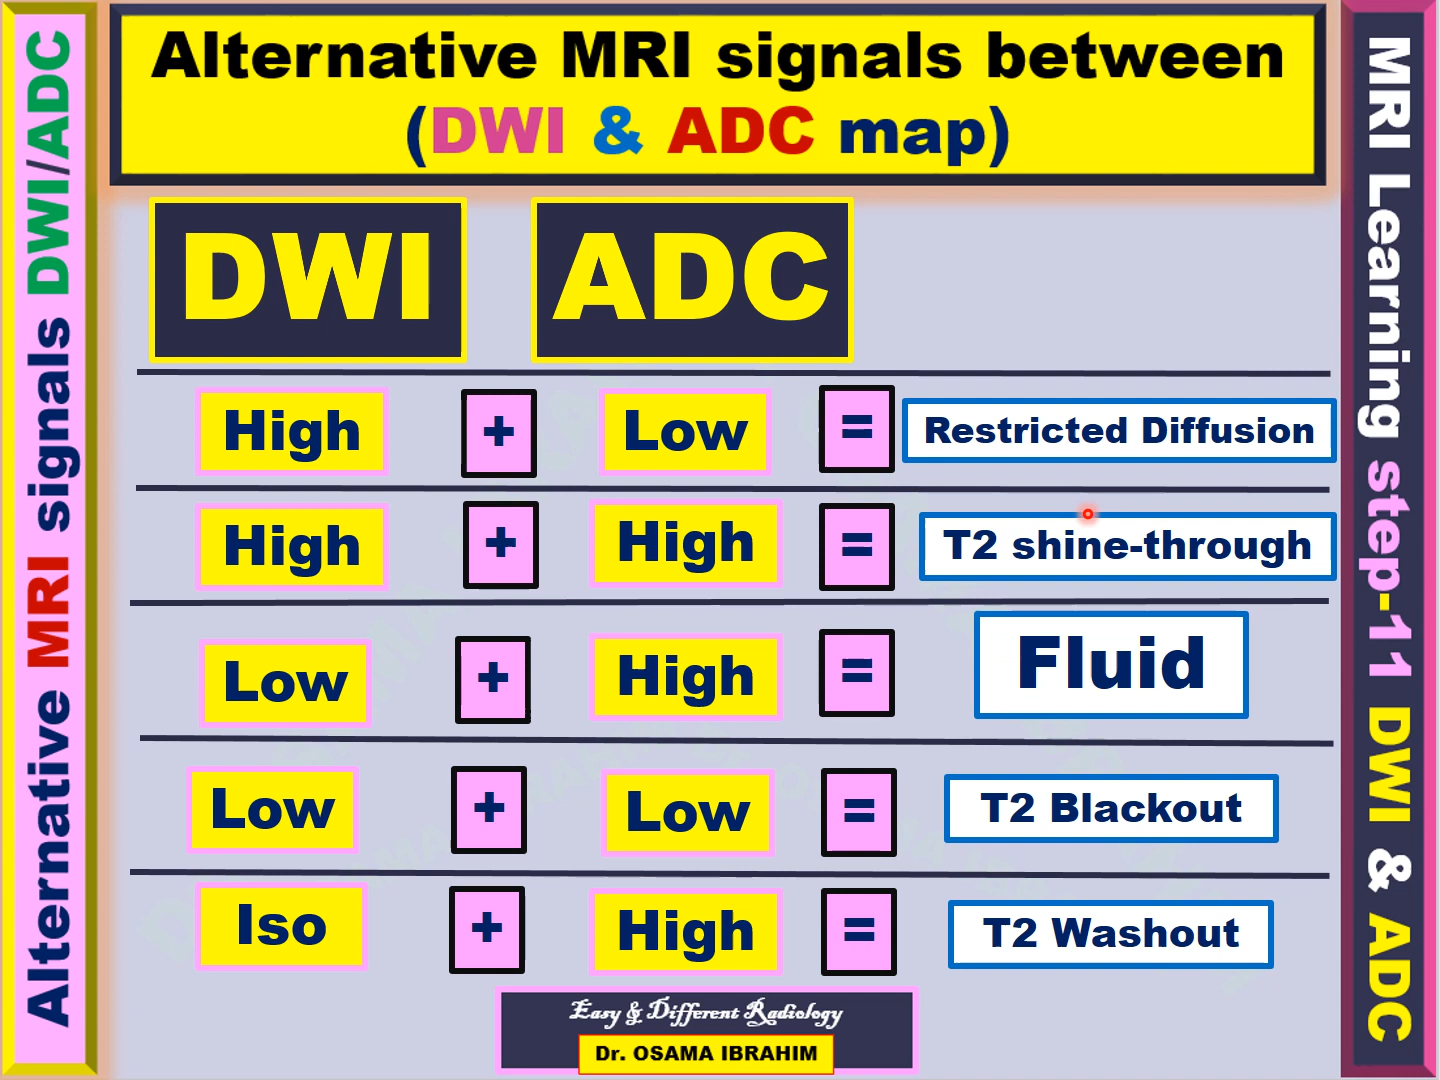 Alternative MRI signals between
(DWI & ADC map)
Alternative MRI signals DWI/ADC
MRI Learning step-11 DWI & ADC
DWI ADC
High + Low = Restricted Diffusion
High + High = T2 shine-through
Low + High = Fluid
Low + Low = T2 Blackout
Iso + High = T2 Washout
Easy & Different Radiology
Dr. OSAMA IBRAHIM